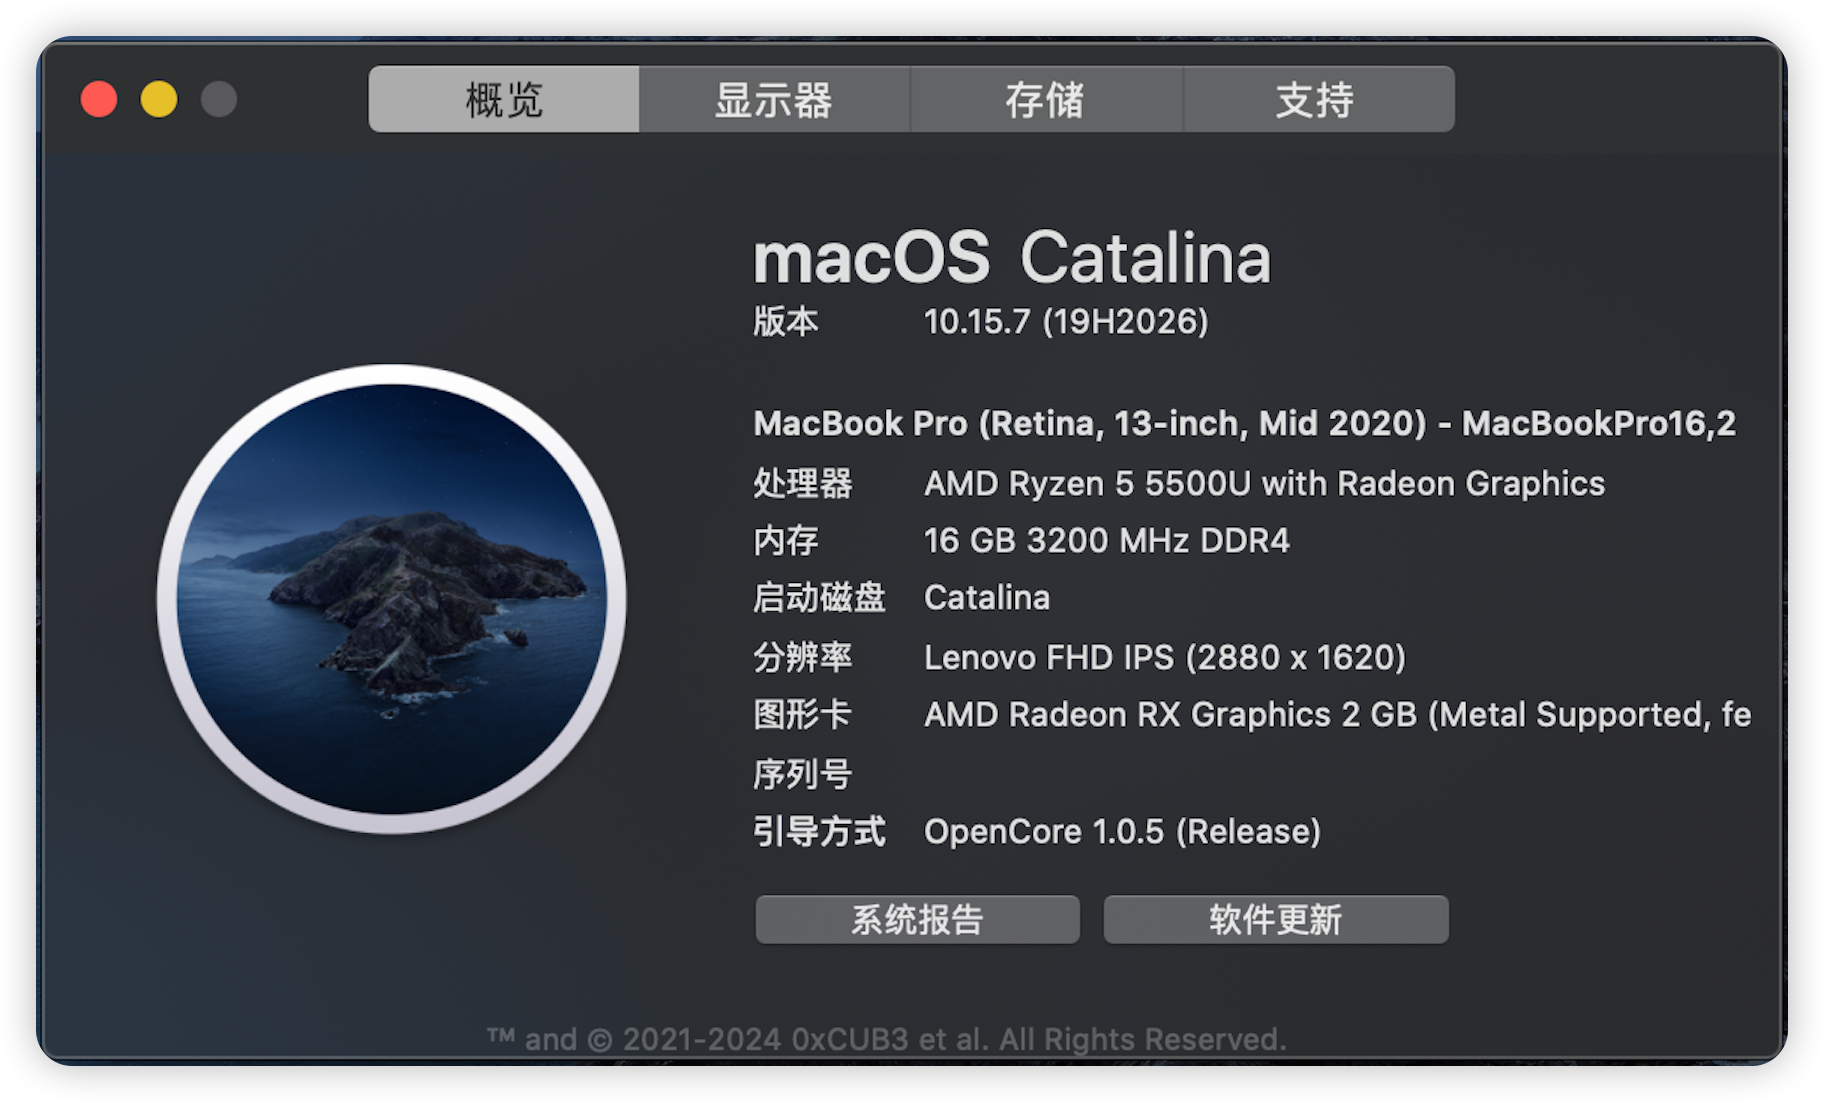 概览 显示器 存储 支持
macOS Catalina
版本 10.15.7 (19H2026)
MacBook Pro (Retina, 13-inch, Mid 2020) - MacBookPro16,2
处理器 AMD Ryzen 5 5500U with Radeon Graphics
内存 16 GB 3200 MHz DDR4
启动磁盘 Catalina
分辨率 Lenovo FHD IPS (2880 x 1620)
图形卡 AMD Radeon RX Graphics 2 GB (Metal Supported, fe
序列号
引导方式 OpenCore 1.0.5 (Release)
系统报告 软件更新
™ and © 2021-2024 0xCUB3 et al. All Rights Reserved.